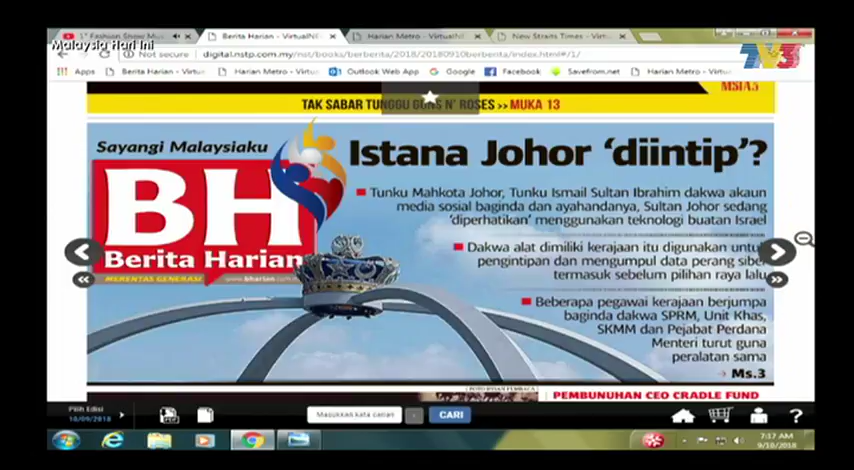 Malaysia Hari Ini
TV3
Berita Harian - VirtualNE
Harian Metro - VirtualNE
New Straits Times - Virtu
Not secure
digital.nstp.com.my/nst/books/berberita/2018/20180910berberita/index.html#/1/
Apps
Berita Harian - Virtu
Harian Metro - Virtu
Outlook Web App
Google
Facebook
Savefrom.net
Harian Metro - Virtu
TAK SABAR TUNGGU GUNS N' ROSES >> MUKA 13
Sayangi Malaysiaku
BH
Berita Harian
MERENTAS GENERASI
www.bharian.com
Istana Johor 'diintip'?
Tunku Mahkota Johor, Tunku Ismail Sultan Ibrahim dakwa akaun
media sosial baginda dan ayahandanya, Sultan Johor sedang
'diperhatikan' menggunakan teknologi buatan Israel
Dakwa alat dimiliki kerajaan itu digunakan untuk
pengintipan dan mengumpul data perang siber
termasuk sebelum pilihan raya lalu
Beberapa pegawai kerajaan berjumpa
baginda dakwa SPRM, Unit Khas,
SKMM dan Pejabat Perdana
Menteri turut guna
peralatan sama
Ms.3
PEMBUNUHAN CEO CRADLE FUND
Pilih Edisi
10/09/2018
PDF
Masukkan kata carian
CARI
?
7:17 AM
9/10/2018